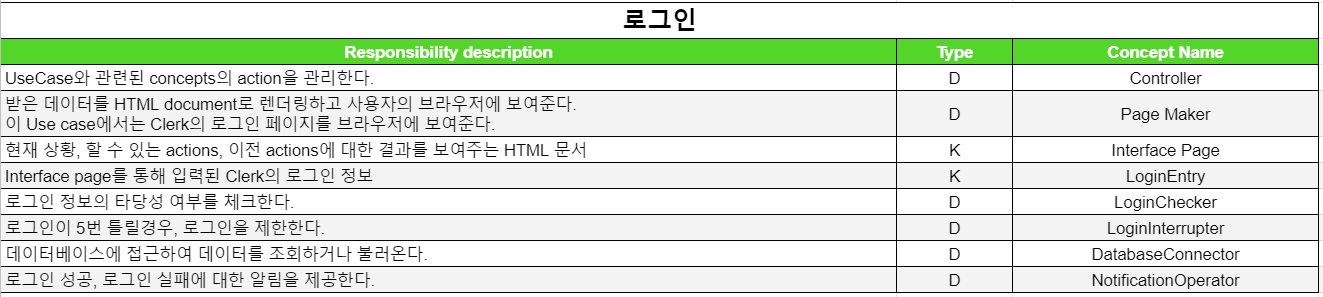 로그인
Responsibility description Type Concept Name
UseCase와 관련된 concepts의 action을 관리한다. D Controller
받은 데이터를 HTML document로 렌더링하고 사용자의 브라우저에 보여준다.
이 Use case에서는 Clerk의 로그인 페이지를 브라우저에 보여준다. D Page Maker
현재 상황, 할 수 있는 actions, 이전 actions에 대한 결과를 보여주는 HTML 문서 K Interface Page
Interface page를 통해 입력된 Clerk의 로그인 정보 K LoginEntry
로그인 정보의 타당성 여부를 체크한다. D LoginChecker
로그인이 5번 틀릴경우, 로그인을 제한한다. D LoginInterrupter
데이터베이스에 접근하여 데이터를 조회하거나 불러온다. D DatabaseConnector
로그인 성공, 로그인 실패에 대한 알림을 제공한다. D NotificationOperator